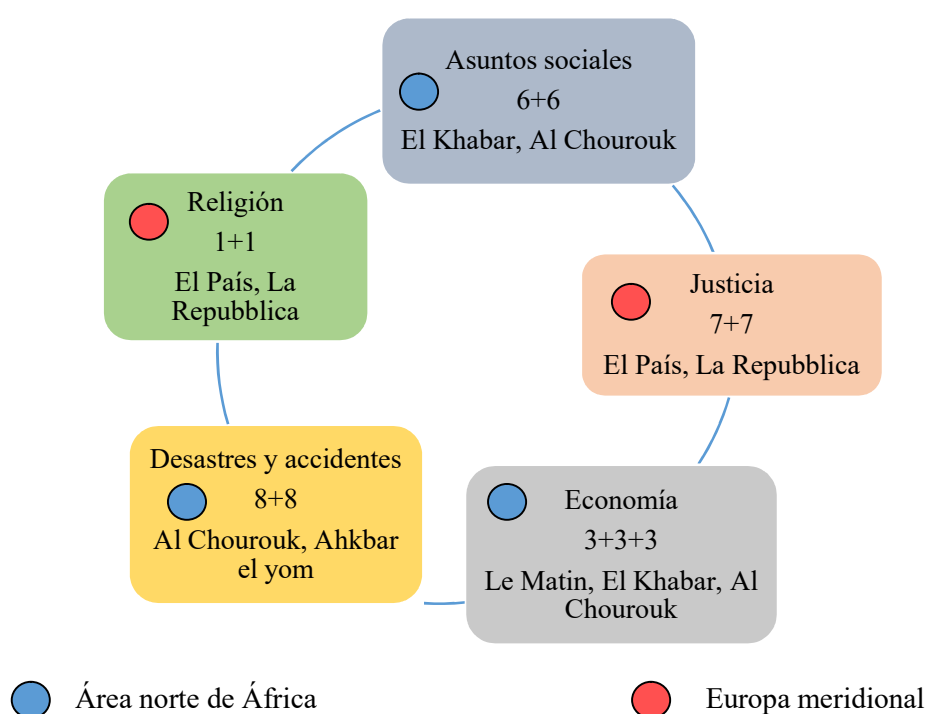 Asuntos sociales
6+6
El Khabar, Al Chourouk
Religión
1+1
El País, La
Repubblica
Justicia
7+7
El País, La Repubblica
Desastres y accidentes
8+8
Al Chourouk, Ahkbar
el yom
Economía
3+3+3
Le Matin, El Khabar, Al
Chourouk
Área norte de África
Europa meridional